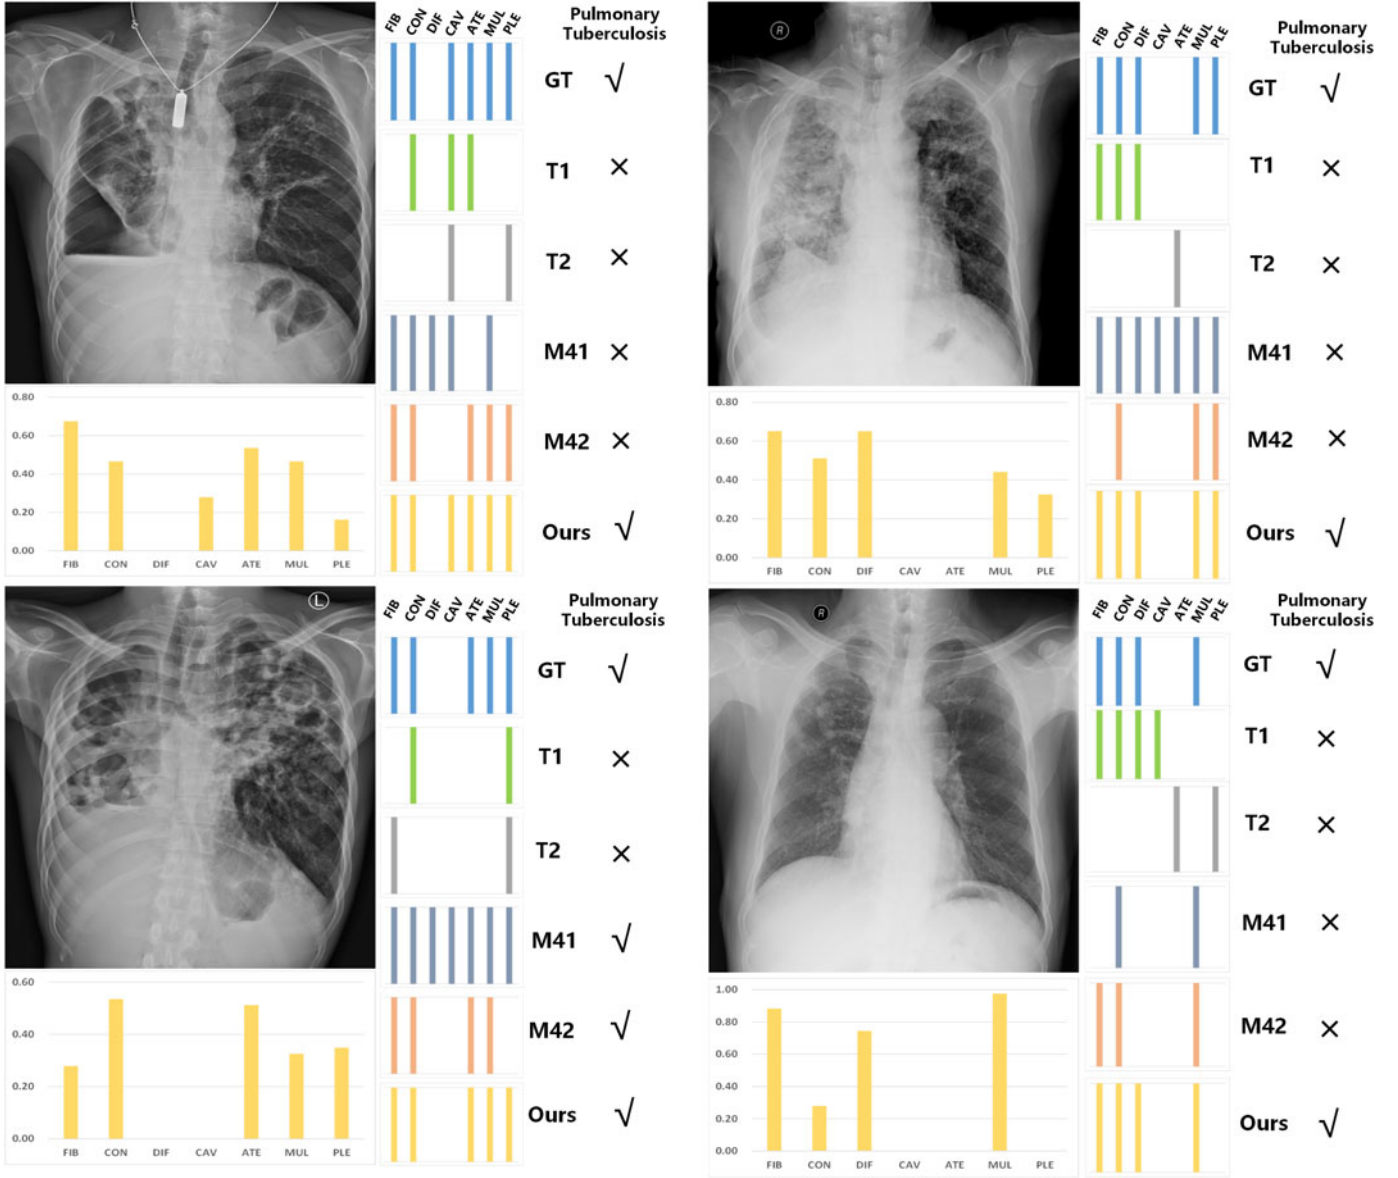 FIB CON DIF CAV ATE MUL PLE
Pulmonary
Tuberculosis
GT √
T1 ×
T2 ×
M41 ×
M42 ×
Ours √
0.80
0.60
0.40
0.20
0.00
FIB CON DIF CAV ATE MUL PLE
R
FIB CON DIF CAV ATE MUL PLE
Pulmonary
Tuberculosis
GT √
T1 ×
T2 ×
M41 ×
M42 ×
Ours √
0.80
0.60
0.40
0.20
0.00
FIB CON DIF CAV ATE MUL PLE
L
FIB CON DIF CAV ATE MUL PLE
Pulmonary
Tuberculosis
GT √
T1 ×
T2 ×
M41 √
M42 √
Ours √
0.60
0.40
0.20
0.00
FIB CON DIF CAV ATE MUL PLE
R
FIB CON DIF CAV ATE MUL PLE
Pulmonary
Tuberculosis
GT √
T1 ×
T2 ×
M41 ×
M42 ×
Ours √
1.00
0.80
0.60
0.40
0.20
0.00
FIB CON DIF CAV ATE MUL PLE